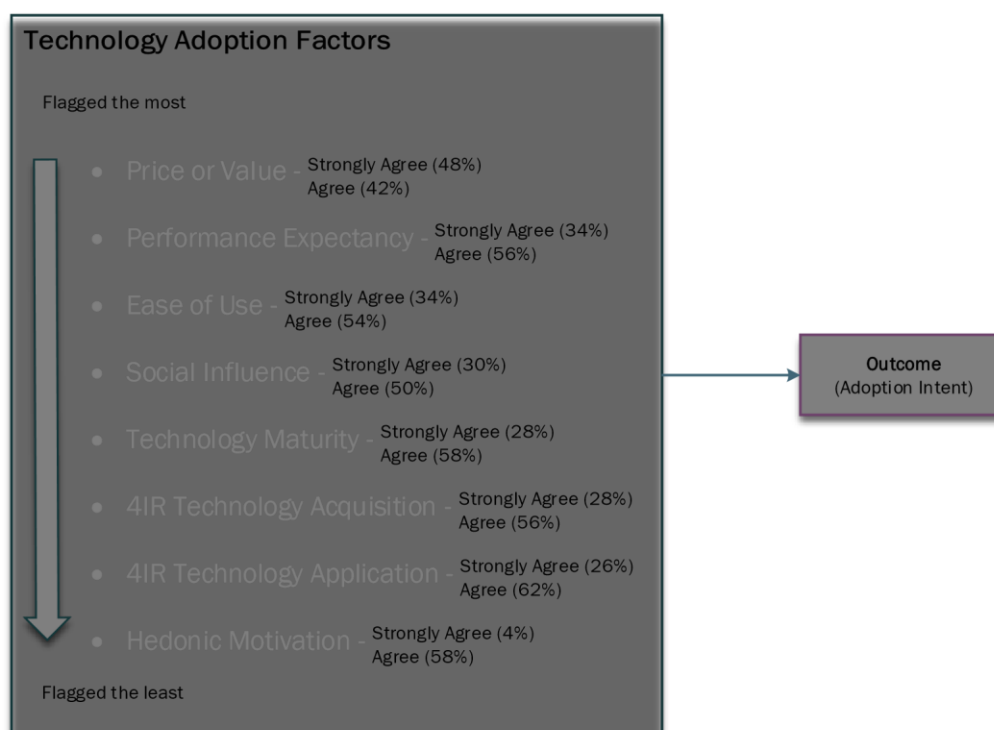 Technology Adoption Factors
Flagged the most
• Price or Value - Strongly Agree (48%)
Agree (42%)
• Performance Expectancy - Strongly Agree (34%)
Agree (56%)
• Ease of Use - Strongly Agree (34%)
Agree (54%)
• Social Influence - Strongly Agree (30%)
Agree (50%)
• Technology Maturity - Strongly Agree (28%)
Agree (58%)
• 4IR Technology Acquisition - Strongly Agree (28%)
Agree (56%)
• 4IR Technology Application - Strongly Agree (26%)
Agree (62%)
• Hedonic Motivation - Strongly Agree (4%)
Agree (58%)
Flagged the least
Outcome
(Adoption Intent)